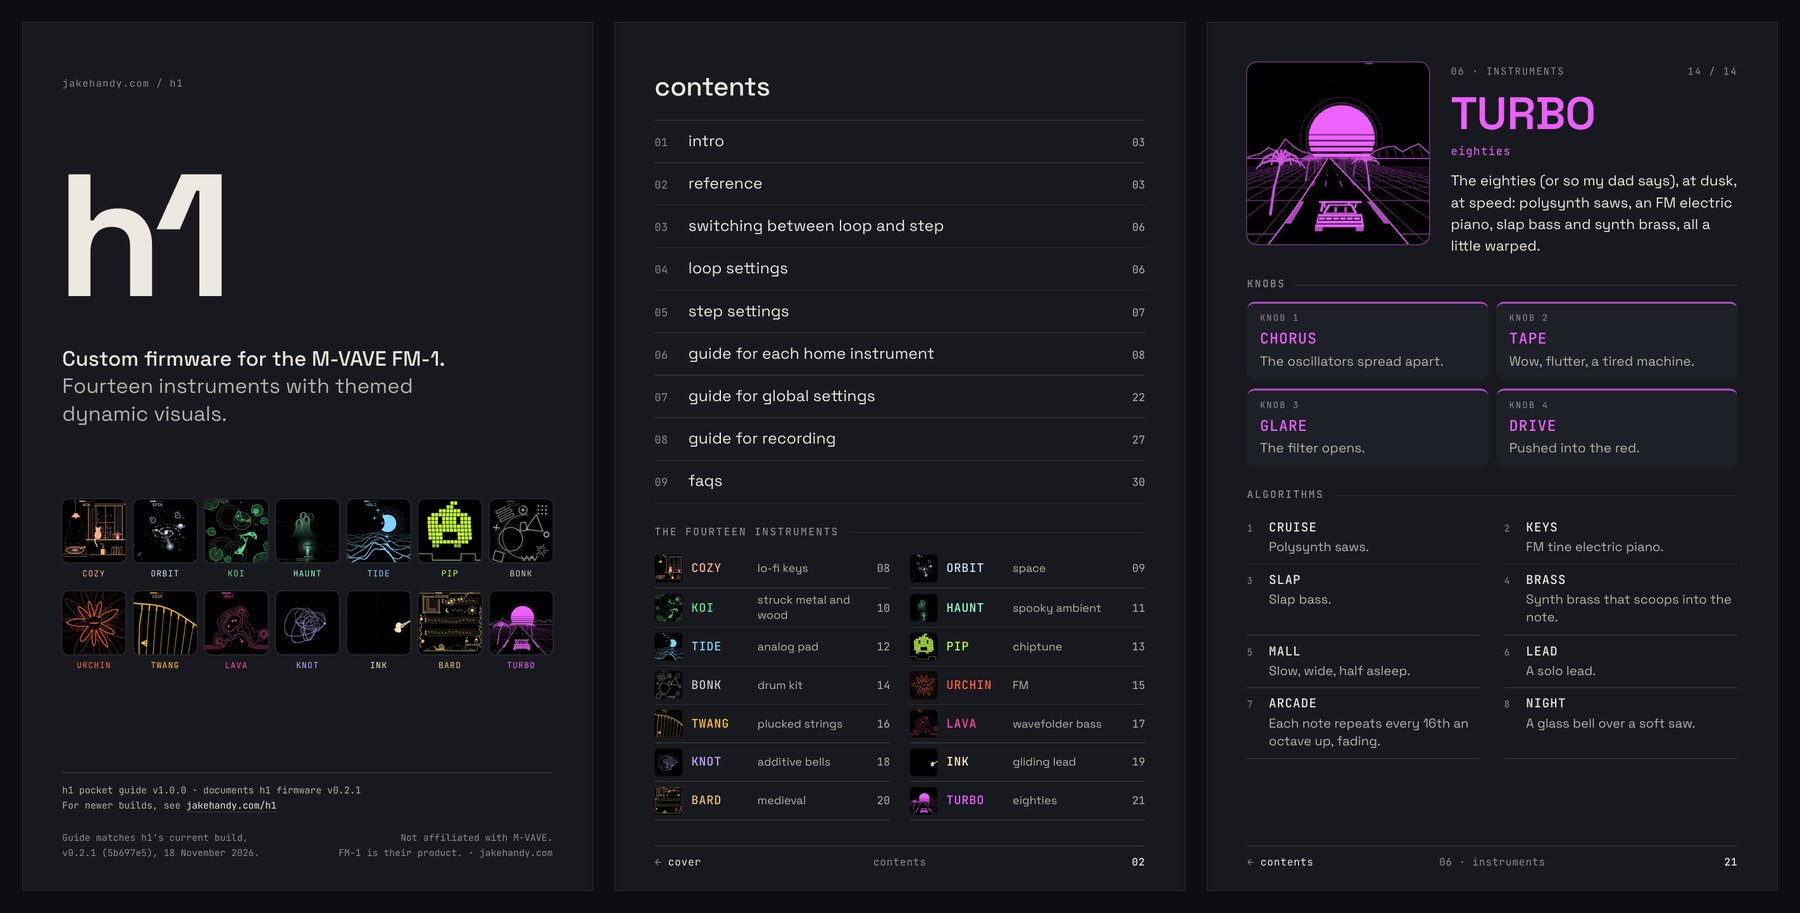 jakehandy.com / h1
h1
Custom firmware for the M-VAVE FM-1.
Fourteen instruments with themed
dynamic visuals.
COZY
ORBIT
KOI
HAUNT
TIDE
PIP
BONK
URCHIN
TWANG
LAVA
KNOT
INK
BARD
TURBO
h1 pocket guide v1.0.0 · documents h1 firmware v0.2.1
For newer builds, see jakehandy.com/h1
Guide matches h1's current build,
v0.2.1 (5b697e5), 18 November 2026.
Not affiliated with M-VAVE.
FM-1 is their product. · jakehandy.com
contents
01 intro 03
02 reference 03
03 switching between loop and step 06
04 loop settings 06
05 step settings 07
06 guide for each home instrument 08
07 guide for global settings 22
08 guide for recording 27
09 faqs 30
THE FOURTEEN INSTRUMENTS
COZY lo-fi keys 08
ORBIT space 09
KOI struck metal and
wood 10
HAUNT spooky ambient 11
TIDE analog pad 12
PIP chiptune 13
BONK drum kit 14
URCHIN FM 15
TWANG plucked strings 16
LAVA wavefolder bass 17
KNOT additive bells 18
INK gliding lead 19
BARD medieval 20
TURBO eighties 21
← cover contents 02
06 · INSTRUMENTS 14 / 14
TURBO
eighties
The eighties (or so my dad says), at dusk,
at speed: polysynth saws, an FM electric
piano, slap bass and synth brass, all a
little warped.
KNOBS
KNOB 1
CHORUS
The oscillators spread apart.
KNOB 2
TAPE
Wow, flutter, a tired machine.
KNOB 3
GLARE
The filter opens.
KNOB 4
DRIVE
Pushed into the red.
ALGORITHMS
1 CRUISE
Polysynth saws.
2 KEYS
FM tine electric piano.
3 SLAP
Slap bass.
4 BRASS
Synth brass that scoops into the
note.
5 MALL
Slow, wide, half asleep.
6 LEAD
A solo lead.
7 ARCADE
Each note repeats every 16th an
octave up, fading.
8 NIGHT
A glass bell over a soft saw.
← contents 06 · instruments 21